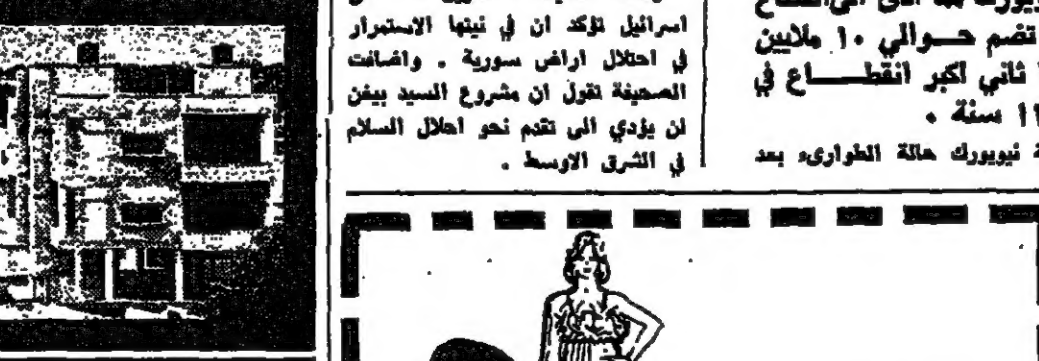 نيويورك
تضم حوالي ١٠ ملايين
ثاني اكبر انقطاع في
١٢ سنة .
نيويورك حالة الطوارىء بعد
اسرائيل تؤكد ان في نيتها الاستمرار
في احتلال اراض سورية . واضافت
الصحيفة تقول ان مشروع السيد بيغن
لن يؤدي الى تقدم نحو احلال السلام
في الشرق الاوسط .